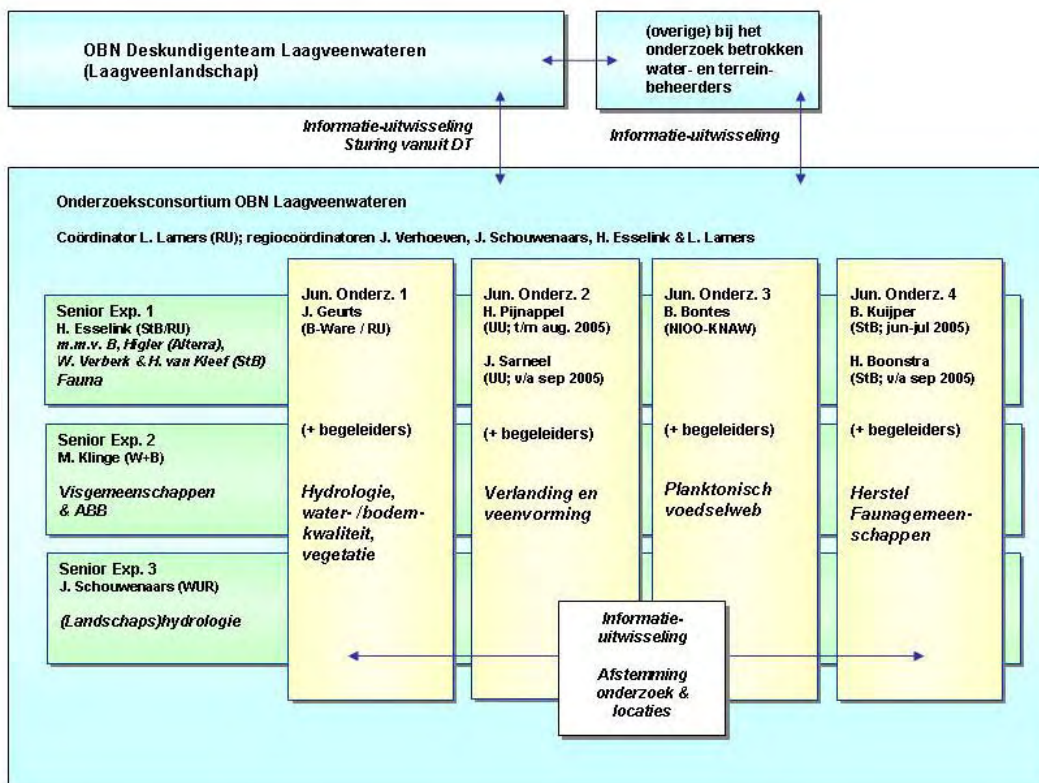 OBN Deskundigenteam Laagveenwateren
(Laagveenlandschap)
(overige) bij het
onderzoek betrokken
water- en terrein-
beheerders
Informatie-uitwisseling
Sturing vanuit DT
Informatie-uitwisseling
Onderzoeksconsortium OBN Laagveenwateren
Coördinator L. Lamers (RU); regiocoördinatoren J. Verhoeven, J. Schouwenaars, H. Esselink & L. Lamers
Senior Exp. 1
H. Esselink (StB/RU)
m.m.v. B, Higler (Alterra),
W. Verberk & H. van Kleef (StB)
Fauna
Senior Exp. 2
M. Klinge (W+B)
Visgemeenschappen
& ABB
Senior Exp. 3
J. Schouwenaars (WUR)
(Landschaps)hydrologie
Jun. Onderz. 1
J. Geurts
(B-Ware / RU)
(+ begeleiders)
Hydrologie,
water- /bodem-
kwaliteit,
vegetatie
Jun. Onderz. 2
H. Pijnappel
(UU; t/m aug. 2005)
J. Sarneel
(UU; v/a sep 2005)
(+ begeleiders)
Verlanding en
veenvorming
Jun. Onderz. 3
B. Bontes
(NIOO-KNAW)
(+ begeleiders)
Planktonisch
voedselweb
Jun. Onderz. 4
B. Kuijper
(StB; jun-jul 2005)
H. Boonstra
(StB; v/a sep 2005)
(+ begeleiders)
Herstel
Faunagemeen-
schappen
Informatie-
uitwisseling
Afstemming
onderzoek &
locaties